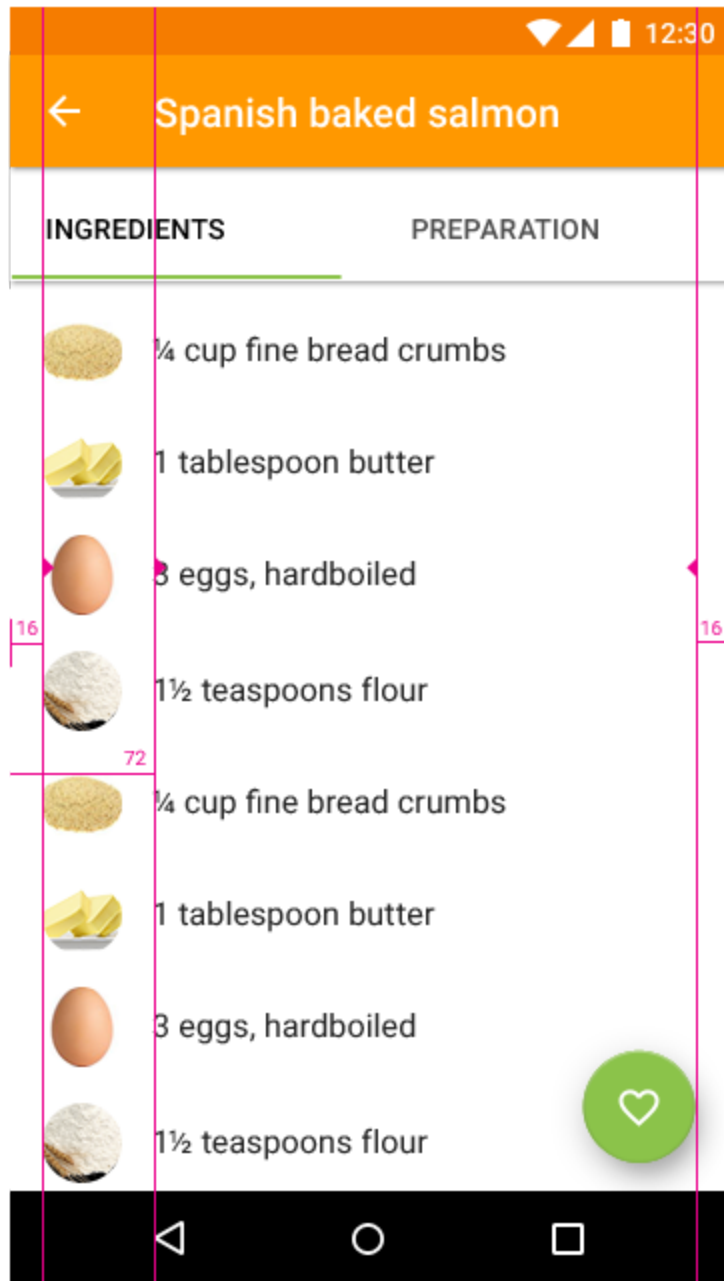 12:30
Spanish baked salmon
INGREDIENTS PREPARATION
¼ cup fine bread crumbs
1 tablespoon butter
3 eggs, hardboiled
16 16
1½ teaspoons flour
72
¼ cup fine bread crumbs
1 tablespoon butter
3 eggs, hardboiled
1½ teaspoons flour